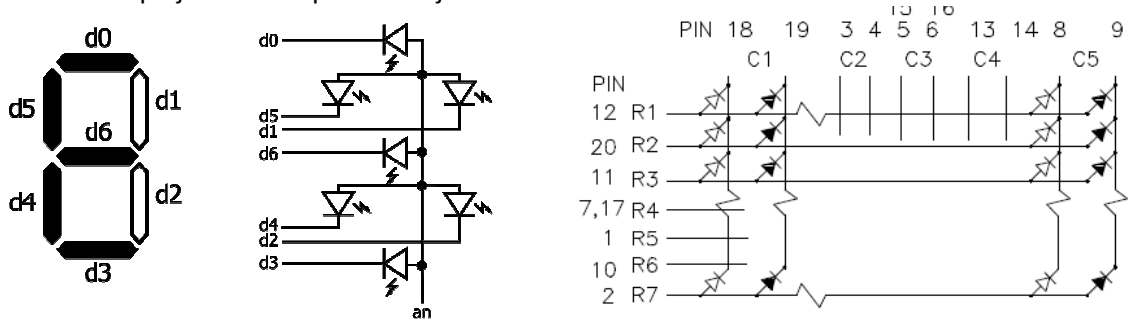 d0
d5
d1
d6
d4
d2
d3
d0
d5
d1
d6
d4
d2
d3
an
15 16
PIN 18 19 3 4 5 6 13 14 8 9
C1 C2 C3 C4 C5
PIN
12 R1
20 R2
11 R3
7,17 R4
1 R5
10 R6
2 R7